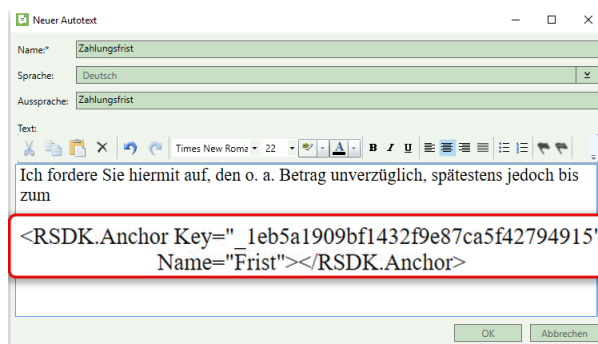 Neuer Autotext
Name:* Zahlungsfrist
Sprache: Deutsch
Aussprache: Zahlungsfrist
Text:
Times New Roma 22 A B I U
Ich fordere Sie hiermit auf, den o. a. Betrag unverzüglich, spätestens jedoch bis
zum
<RSDK.Anchor Key="_1eb5a1909bf1432f9e87ca5f42794915"
Name="Frist"></RSDK.Anchor>
OK Abbrechen